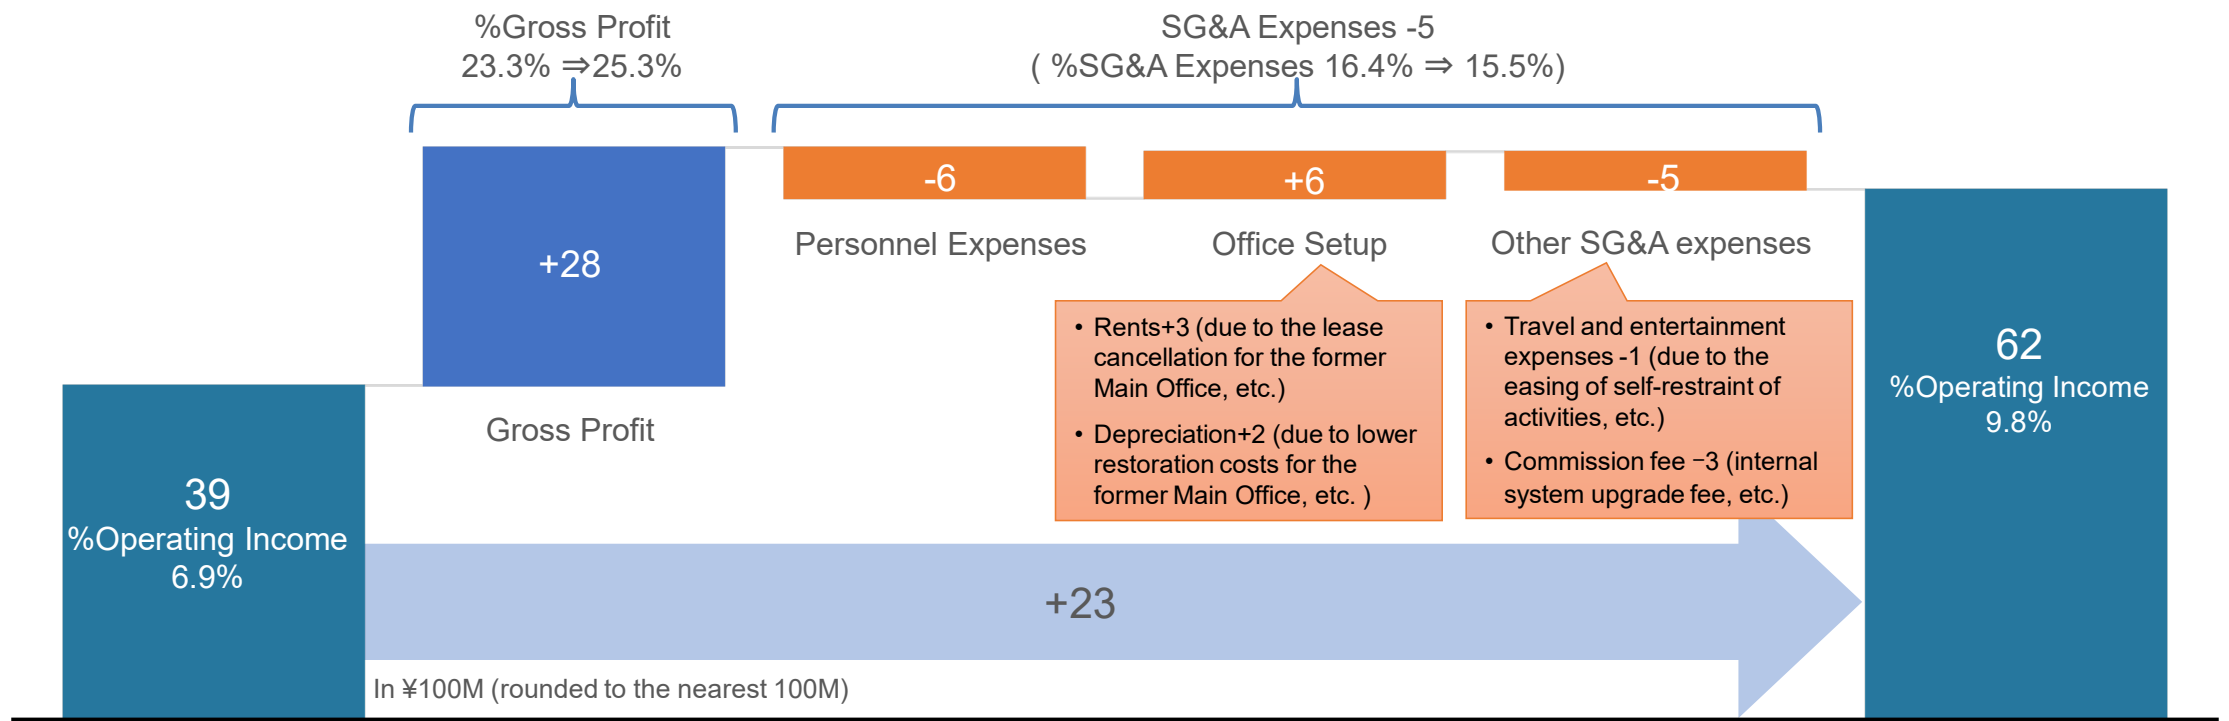 %Gross Profit
23.3% ⇒25.3%
SG&A Expenses -5
( %SG&A Expenses 16.4% ⇒ 15.5%)
-6
+6
-5
Personnel Expenses
Office Setup
Other SG&A expenses
+28
Gross Profit
• Rents+3 (due to the lease
cancellation for the former
Main Office, etc.)
• Depreciation+2 (due to lower
restoration costs for the
former Main Office, etc. )
• Travel and entertainment
expenses -1 (due to the
easing of self-restraint of
activities, etc.)
• Commission fee −3 (internal
system upgrade fee, etc.)
62
%Operating Income
9.8%
39
%Operating Income
6.9%
+23
In ¥100M (rounded to the nearest 100M)